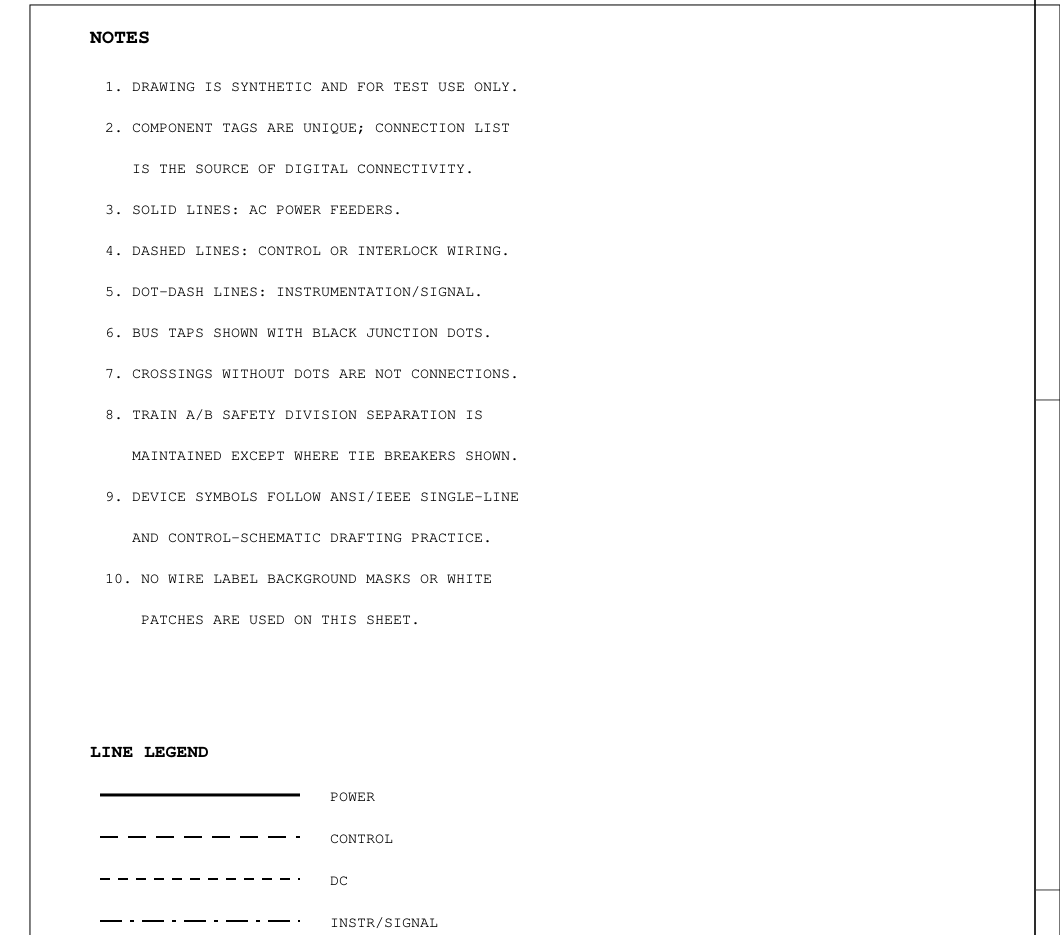 NOTES
1. DRAWING IS SYNTHETIC AND FOR TEST USE ONLY.
2. COMPONENT TAGS ARE UNIQUE; CONNECTION LIST
IS THE SOURCE OF DIGITAL CONNECTIVITY.
3. SOLID LINES: AC POWER FEEDERS.
4. DASHED LINES: CONTROL OR INTERLOCK WIRING.
5. DOT-DASH LINES: INSTRUMENTATION/SIGNAL.
6. BUS TAPS SHOWN WITH BLACK JUNCTION DOTS.
7. CROSSINGS WITHOUT DOTS ARE NOT CONNECTIONS.
8. TRAIN A/B SAFETY DIVISION SEPARATION IS
MAINTAINED EXCEPT WHERE TIE BREAKERS SHOWN.
9. DEVICE SYMBOLS FOLLOW ANSI/IEEE SINGLE-LINE
AND CONTROL-SCHEMATIC DRAFTING PRACTICE.
10. NO WIRE LABEL BACKGROUND MASKS OR WHITE
PATCHES ARE USED ON THIS SHEET.
LINE LEGEND
POWER
CONTROL
DC
INSTR/SIGNAL